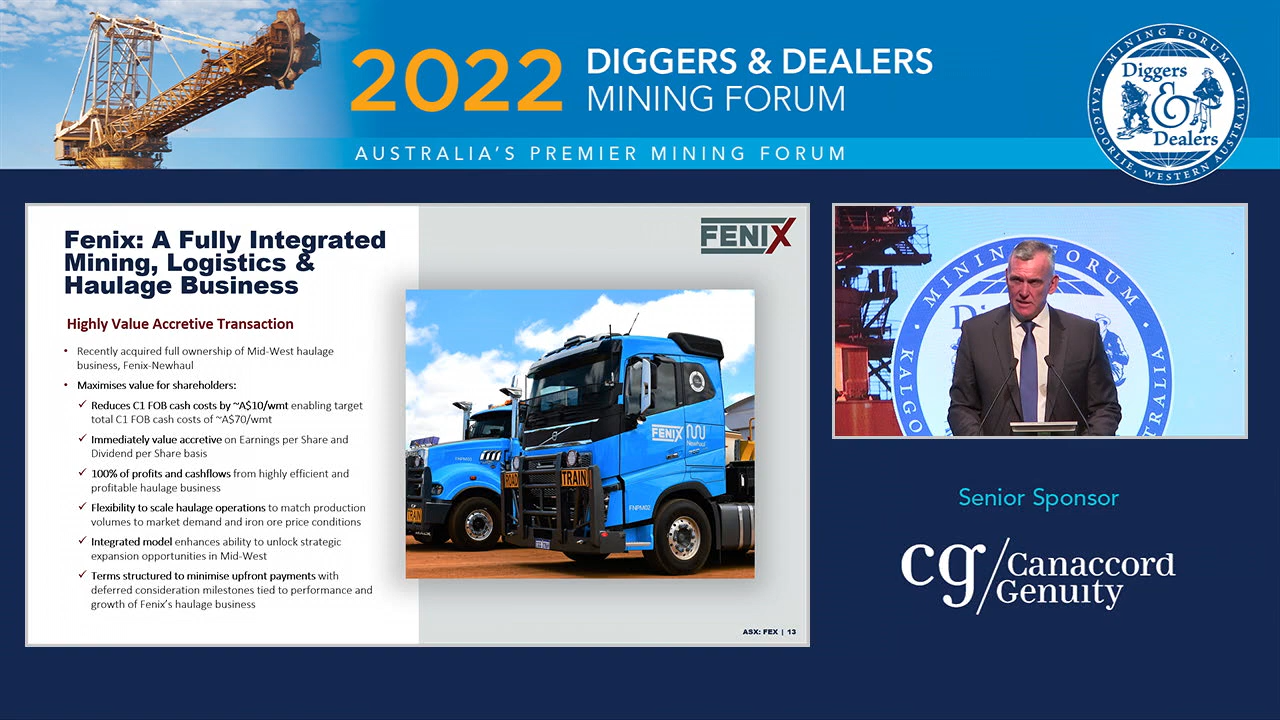 2022
DIGGERS & DEALERS
MINING FORUM
AUSTRALIA'S PREMIER MINING FORUM
MINING FORUM
Diggers
&
Dealers
KALGOORLIE, WESTERN AUSTRALIA
Fenix: A Fully Integrated
Mining, Logistics &
Haulage Business
FENIX
Highly Value Accretive Transaction
• Recently acquired full ownership of Mid-West haulage
business, Fenix-Newhaul
• Maximises value for shareholders:
✓ Reduces C1 FOB cash costs by ~A$10/wmt enabling target
total C1 FOB cash costs of ~A$70/wmt
✓ Immediately value accretive on Earnings per Share and
Dividend per Share basis
✓ 100% of profits and cashflows from highly efficient and
profitable haulage business
✓ Flexibility to scale haulage operations to match production
volumes to market demand and iron ore price conditions
✓ Integrated model enhances ability to unlock strategic
expansion opportunities in Mid-West
✓ Terms structured to minimise upfront payments with
deferred consideration milestones tied to performance and
growth of Fenix's haulage business
FENIX
Newhaul
ROAD
TRAIN
TRAIN
FNPM03
FNPM02
ASX: FEX | 13
MINING FORUM
KALGO
RALIA
Senior Sponsor
cg/Canaccord
Genuity